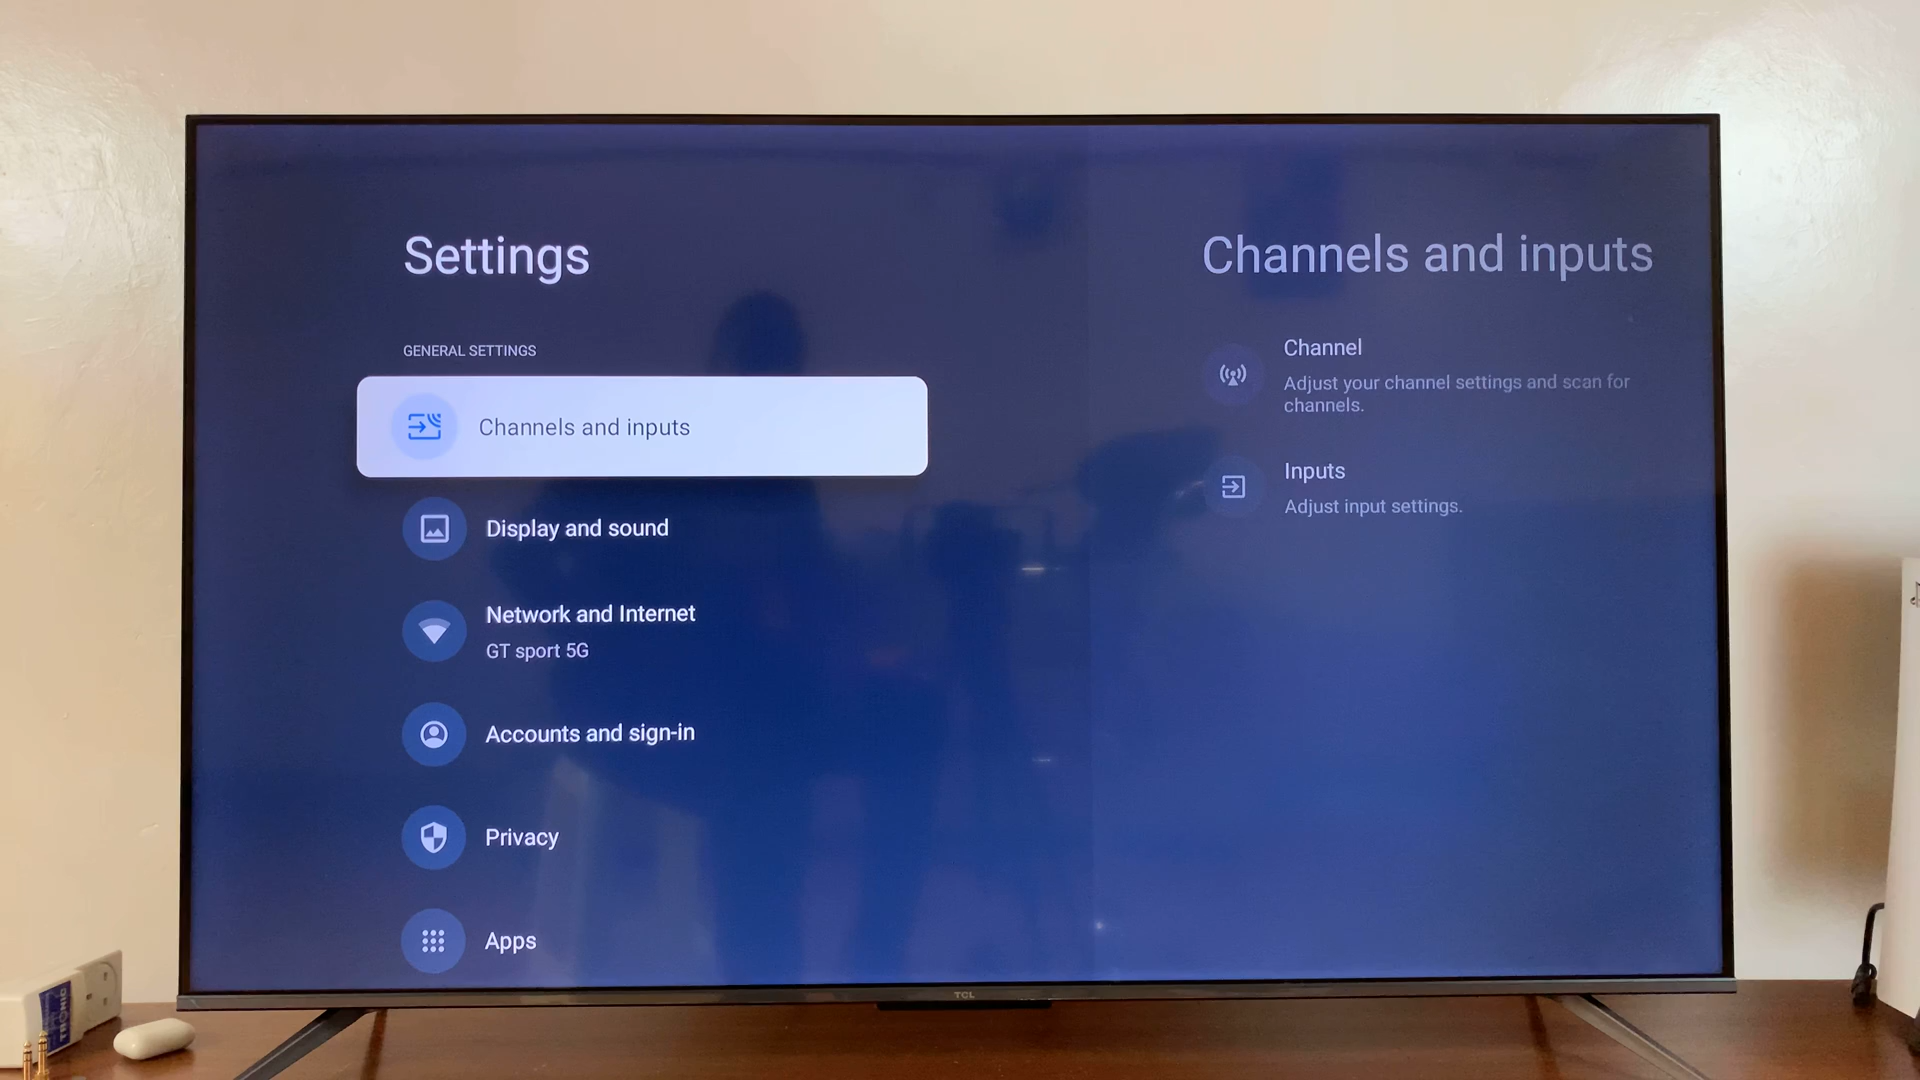 Settings
GENERAL SETTINGS
Channels and inputs
Display and sound
Network and Internet
GT sport 5G
Accounts and sign-in
Privacy
Apps
Channels and inputs
Channel
Adjust your channel settings and scan for
channels.
Inputs
Adjust input settings.
TCL
TRONIC